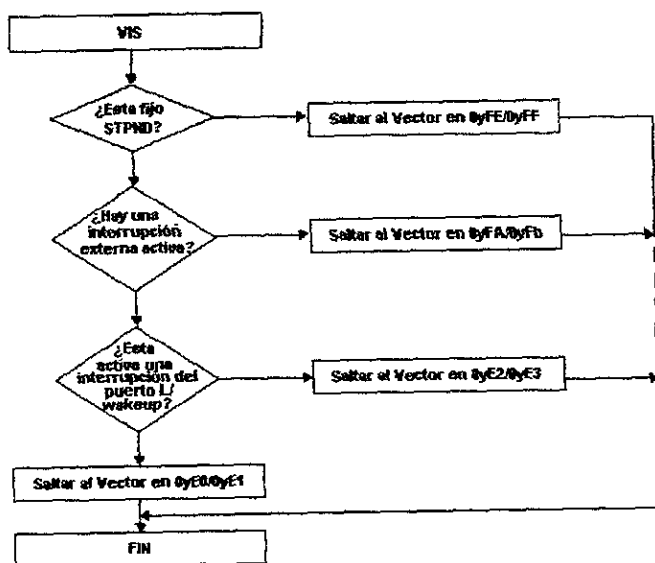 VIS
¿Esta fijo
STPND?
Saltar al Vector en 0yFE/0yFF
¿Hay una
interrupción
externa activa?
Saltar al Vector en 0yFA/0yFb
¿Esta
activa una
interrupción del
puerto L/
wakeup?
Saltar al Vector en 0yE2/0yE3
Saltar al Vector en 0yE0/0yE1
FIN